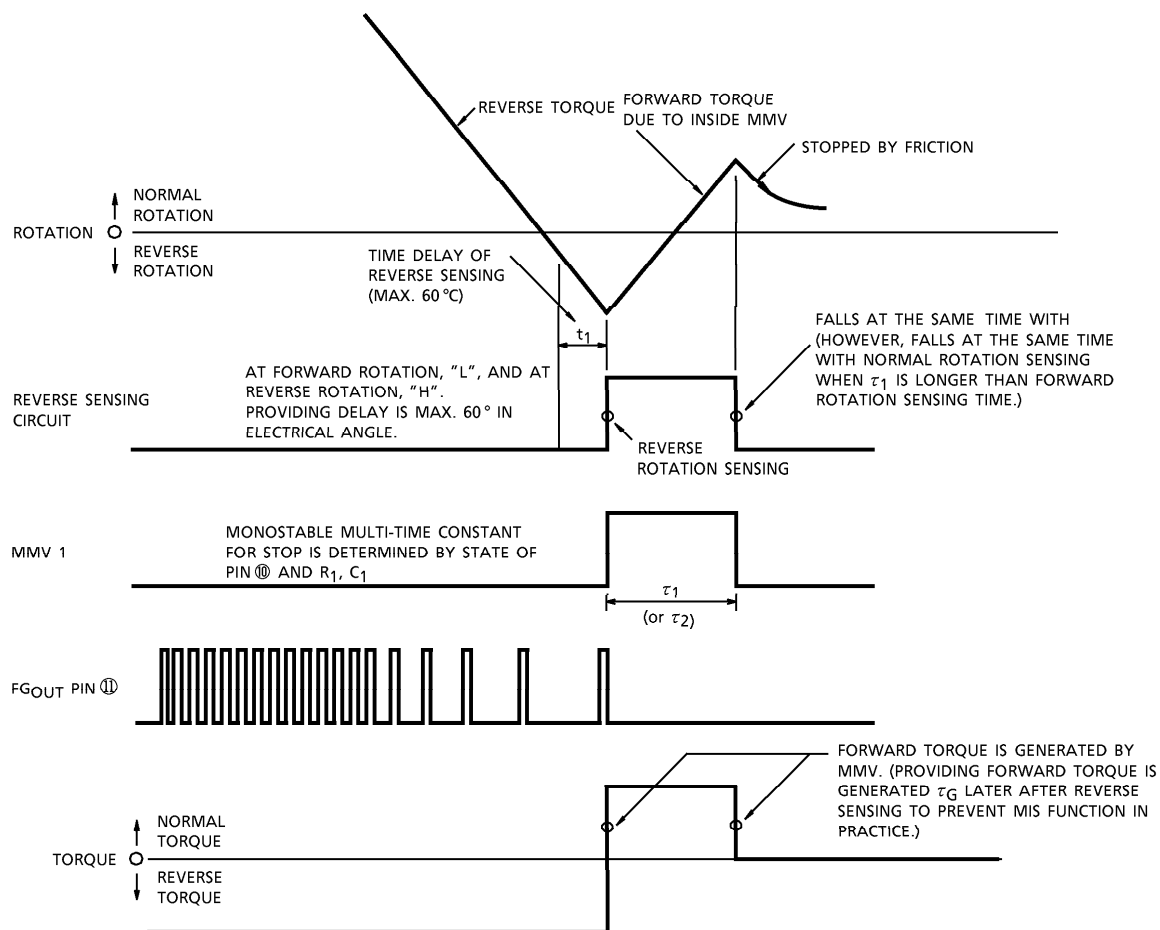 REVERSE TORQUE
FORWARD TORQUE
DUE TO INSIDE MMV
STOPPED BY FRICTION
NORMAL
ROTATION
ROTATION
REVERSE
ROTATION
TIME DELAY OF
REVERSE SENSING
(MAX. 60°C)
t1
FALLS AT THE SAME TIME WITH
(HOWEVER, FALLS AT THE SAME TIME
WITH NORMAL ROTATION SENSING
WHEN τ1 IS LONGER THAN FORWARD
ROTATION SENSING TIME.)
AT FORWARD ROTATION, "L", AND AT
REVERSE ROTATION, "H".
PROVIDING DELAY IS MAX. 60° IN
ELECTRICAL ANGLE.
REVERSE SENSING
CIRCUIT
REVERSE
ROTATION SENSING
MONOSTABLE MULTI-TIME CONSTANT
FOR STOP IS DETERMINED BY STATE OF
PIN ⑩ AND R1, C1
MMV 1
τ1
(or τ2)
FGOUT PIN ⑪
FORWARD TORQUE IS GENERATED BY
MMV. (PROVIDING FORWARD TORQUE IS
GENERATED τG LATER AFTER REVERSE
SENSING TO PREVENT MIS FUNCTION IN
PRACTICE.)
NORMAL
TORQUE
TORQUE
REVERSE
TORQUE